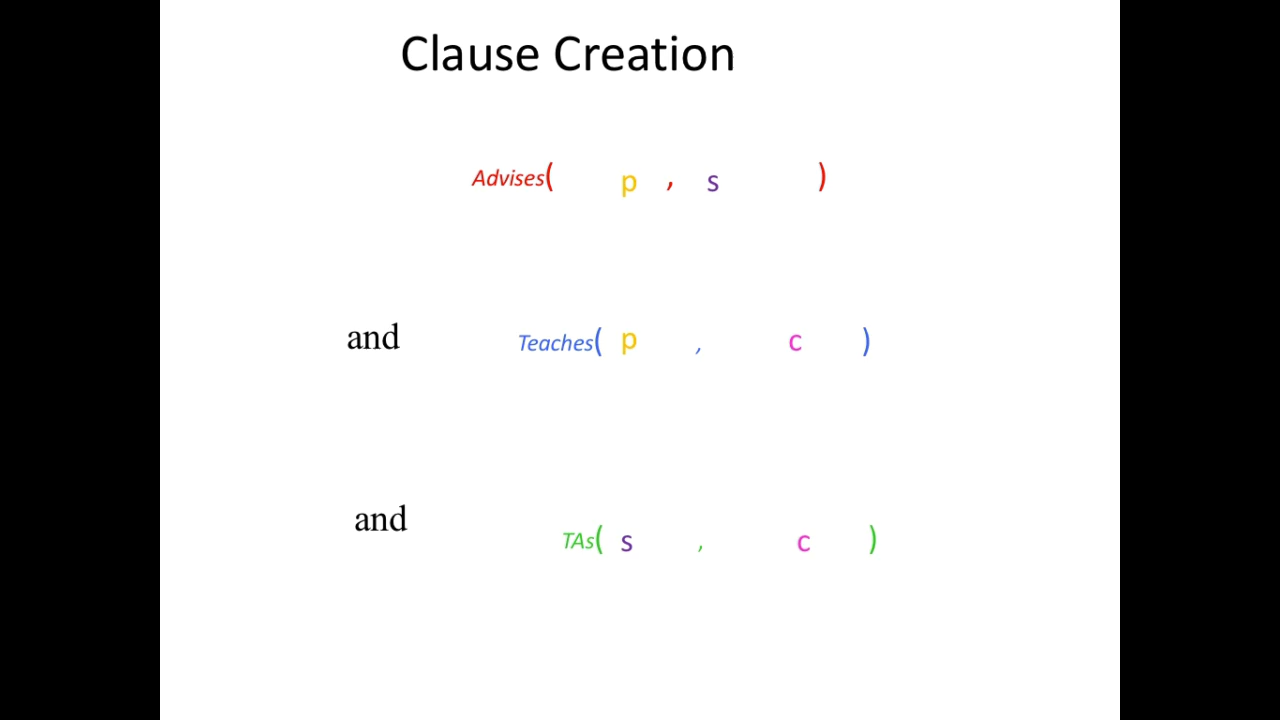 Clause Creation
Advises( p , s )
and Teaches( p , c )
and TAs( s , c )